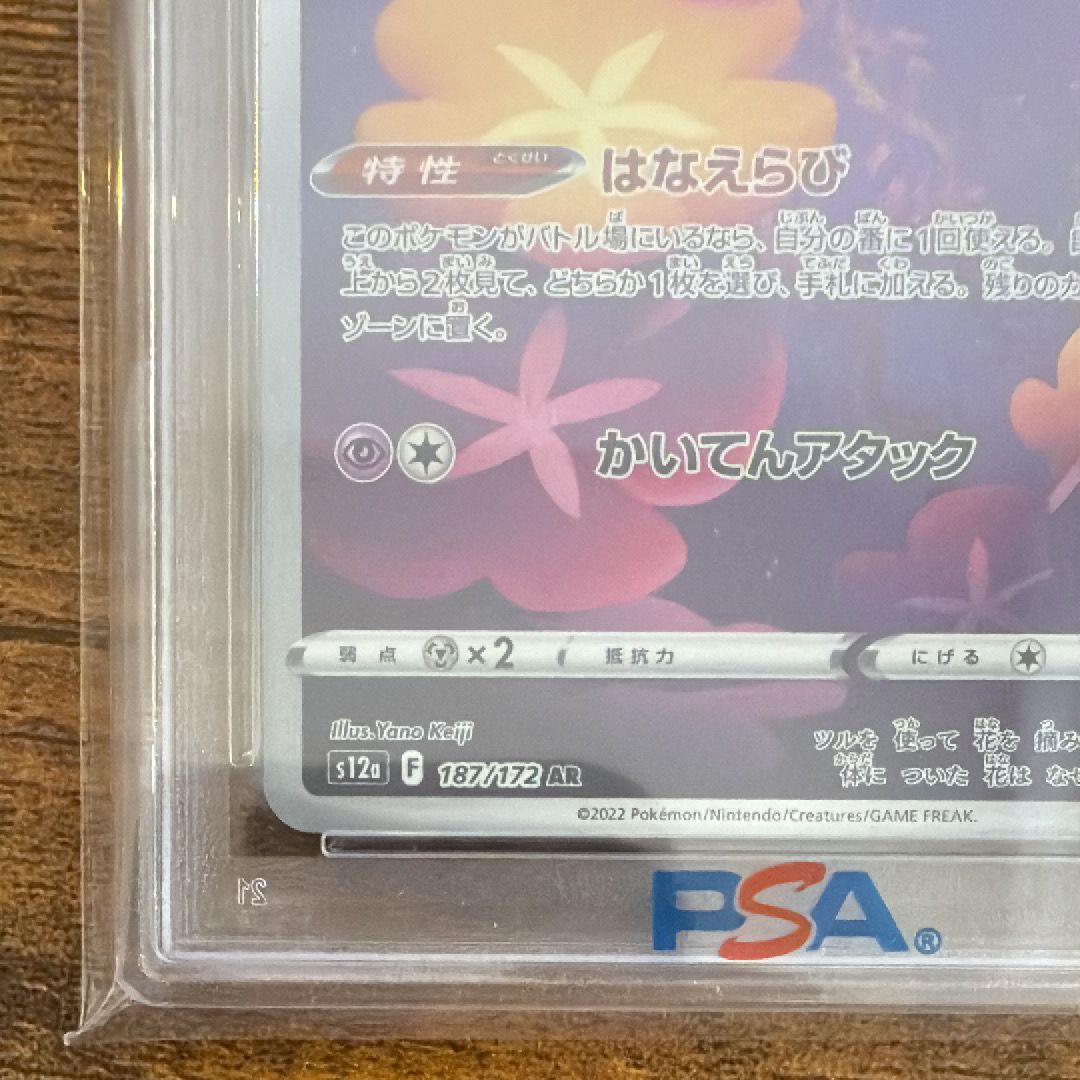 特性 とくせい はなえらび
このポケモンがバトル場にいるなら、自分の番に1回使える。
上から2枚見て、どちらか1枚を選び、手札に加える。残りのカ
ゾーンに置く。
かいてんアタック
弱点 ×2 抵抗力 にげる
Illus. Yano Keiji
ツルを 使って 花を 摘み
s12a F 187/172 AR
体に ついた 花は なぜ
©2022 Pokémon/Nintendo/Creatures/GAME FREAK.
21
PSA®